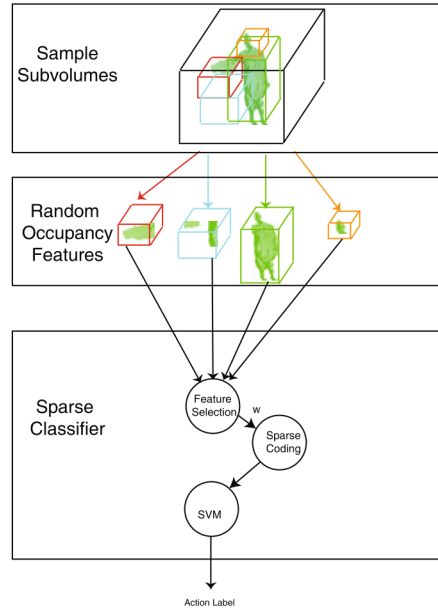 Sample
Subvolumes
Random
Occupancy
Features
Sparse
Classifier
Feature
Selection
w
Sparse
Coding
SVM
Action Label